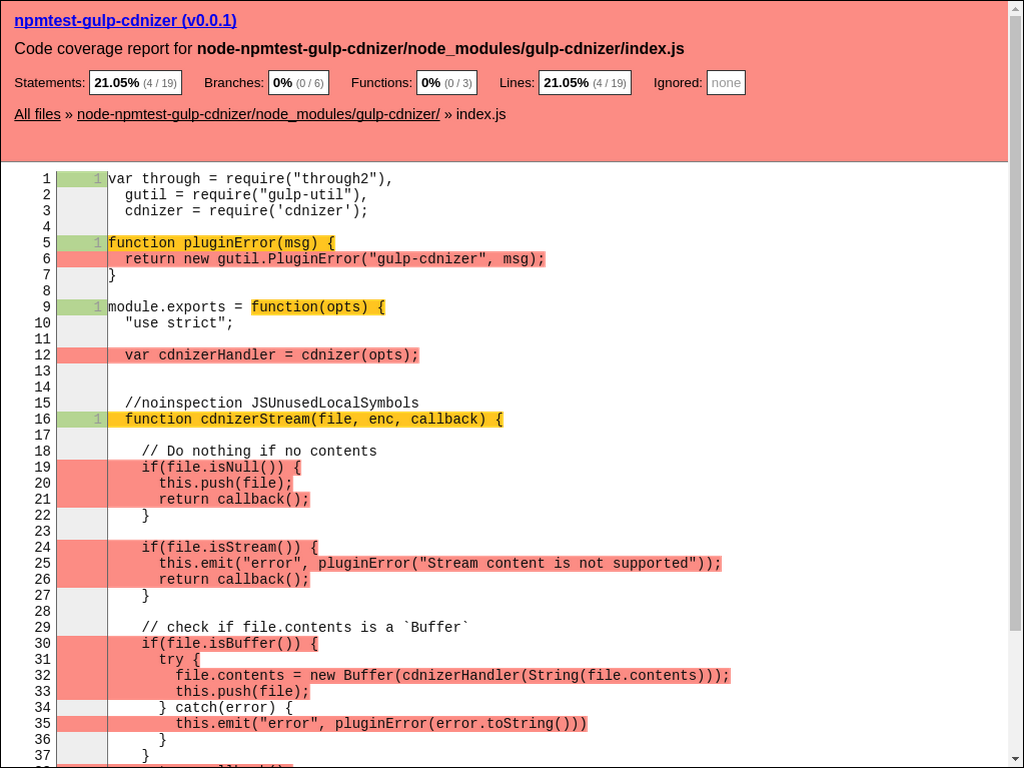 npmtest-gulp-cdnizer (v0.0.1)
Code coverage report for node-npmtest-gulp-cdnizer/node_modules/gulp-cdnizer/index.js
Statements: 21.05% (4 / 19) Branches: 0% (0 / 6) Functions: 0% (0 / 3) Lines: 21.05% (4 / 19) Ignored: none
All files » node-npmtest-gulp-cdnizer/node_modules/gulp-cdnizer/ » index.js
1 1 var through = require("through2"),
2 gutil = require("gulp-util"),
3 cdnizer = require('cdnizer');
4
5 1 function pluginError(msg) {
6 return new gutil.PluginError("gulp-cdnizer", msg);
7 }
8
9 1 module.exports = function(opts) {
10 "use strict";
11
12 var cdnizerHandler = cdnizer(opts);
13
14
15 //noinspection JSUnusedLocalSymbols
16 1 function cdnizerStream(file, enc, callback) {
17
18 // Do nothing if no contents
19 if(file.isNull()) {
20 this.push(file);
21 return callback();
22 }
23
24 if(file.isStream()) {
25 this.emit("error", pluginError("Stream content is not supported"));
26 return callback();
27 }
28
29 // check if file.contents is a `Buffer`
30 if(file.isBuffer()) {
31 try {
32 file.contents = new Buffer(cdnizerHandler(String(file.contents)));
33 this.push(file);
34 } catch(error) {
35 this.emit("error", pluginError(error.toString()))
36 }
37 }